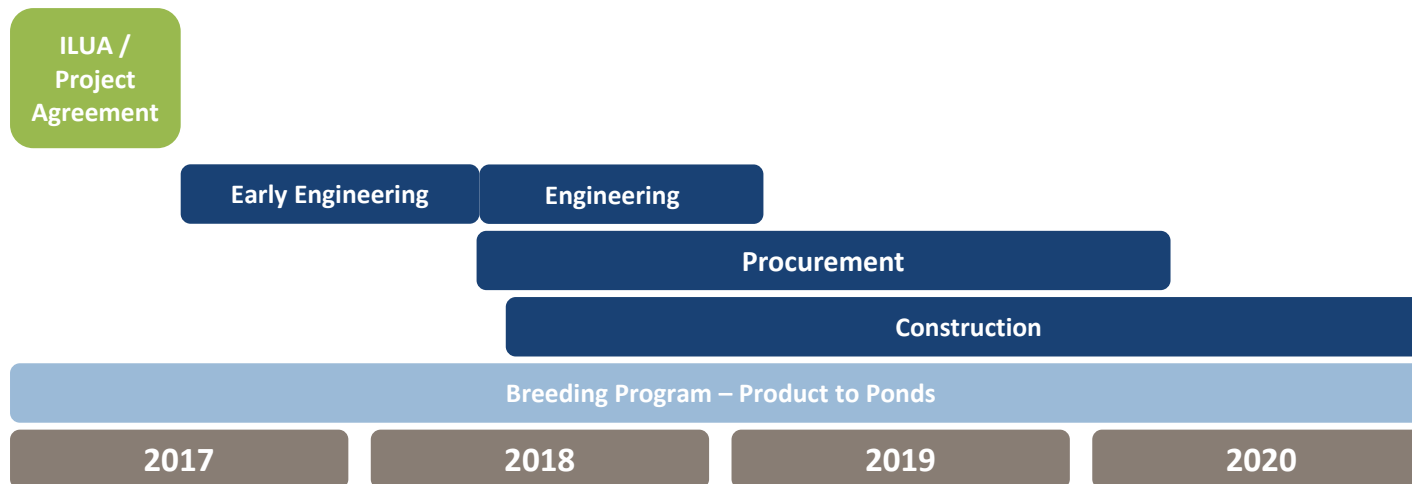 ILUA /
Project
Agreement
Early Engineering
Engineering
Procurement
Construction
Breeding Program – Product to Ponds
2017
2018
2019
2020